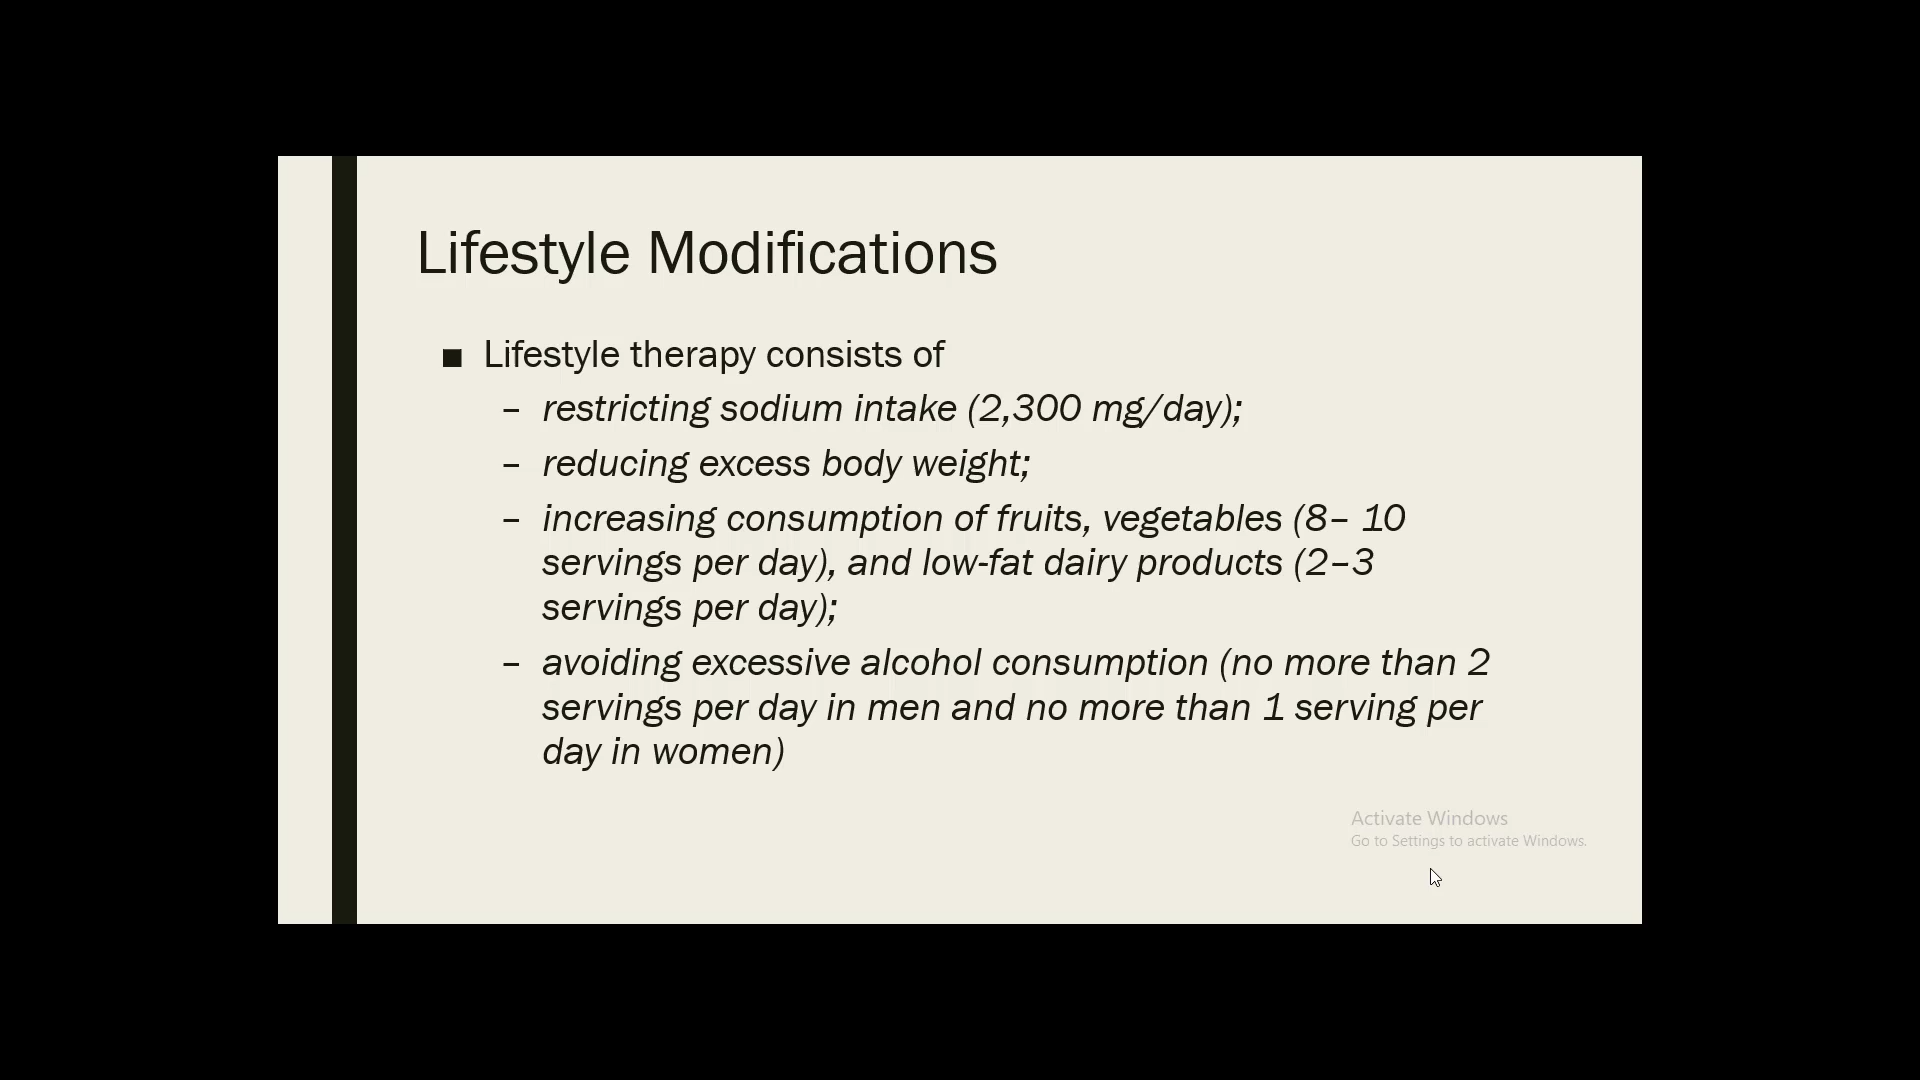 Lifestyle Modifications
■ Lifestyle therapy consists of
– restricting sodium intake (2,300 mg/day);
– reducing excess body weight;
– increasing consumption of fruits, vegetables (8– 10
servings per day), and low-fat dairy products (2–3
servings per day);
– avoiding excessive alcohol consumption (no more than 2
servings per day in men and no more than 1 serving per
day in women)
Activate Windows
Go to Settings to activate Windows.